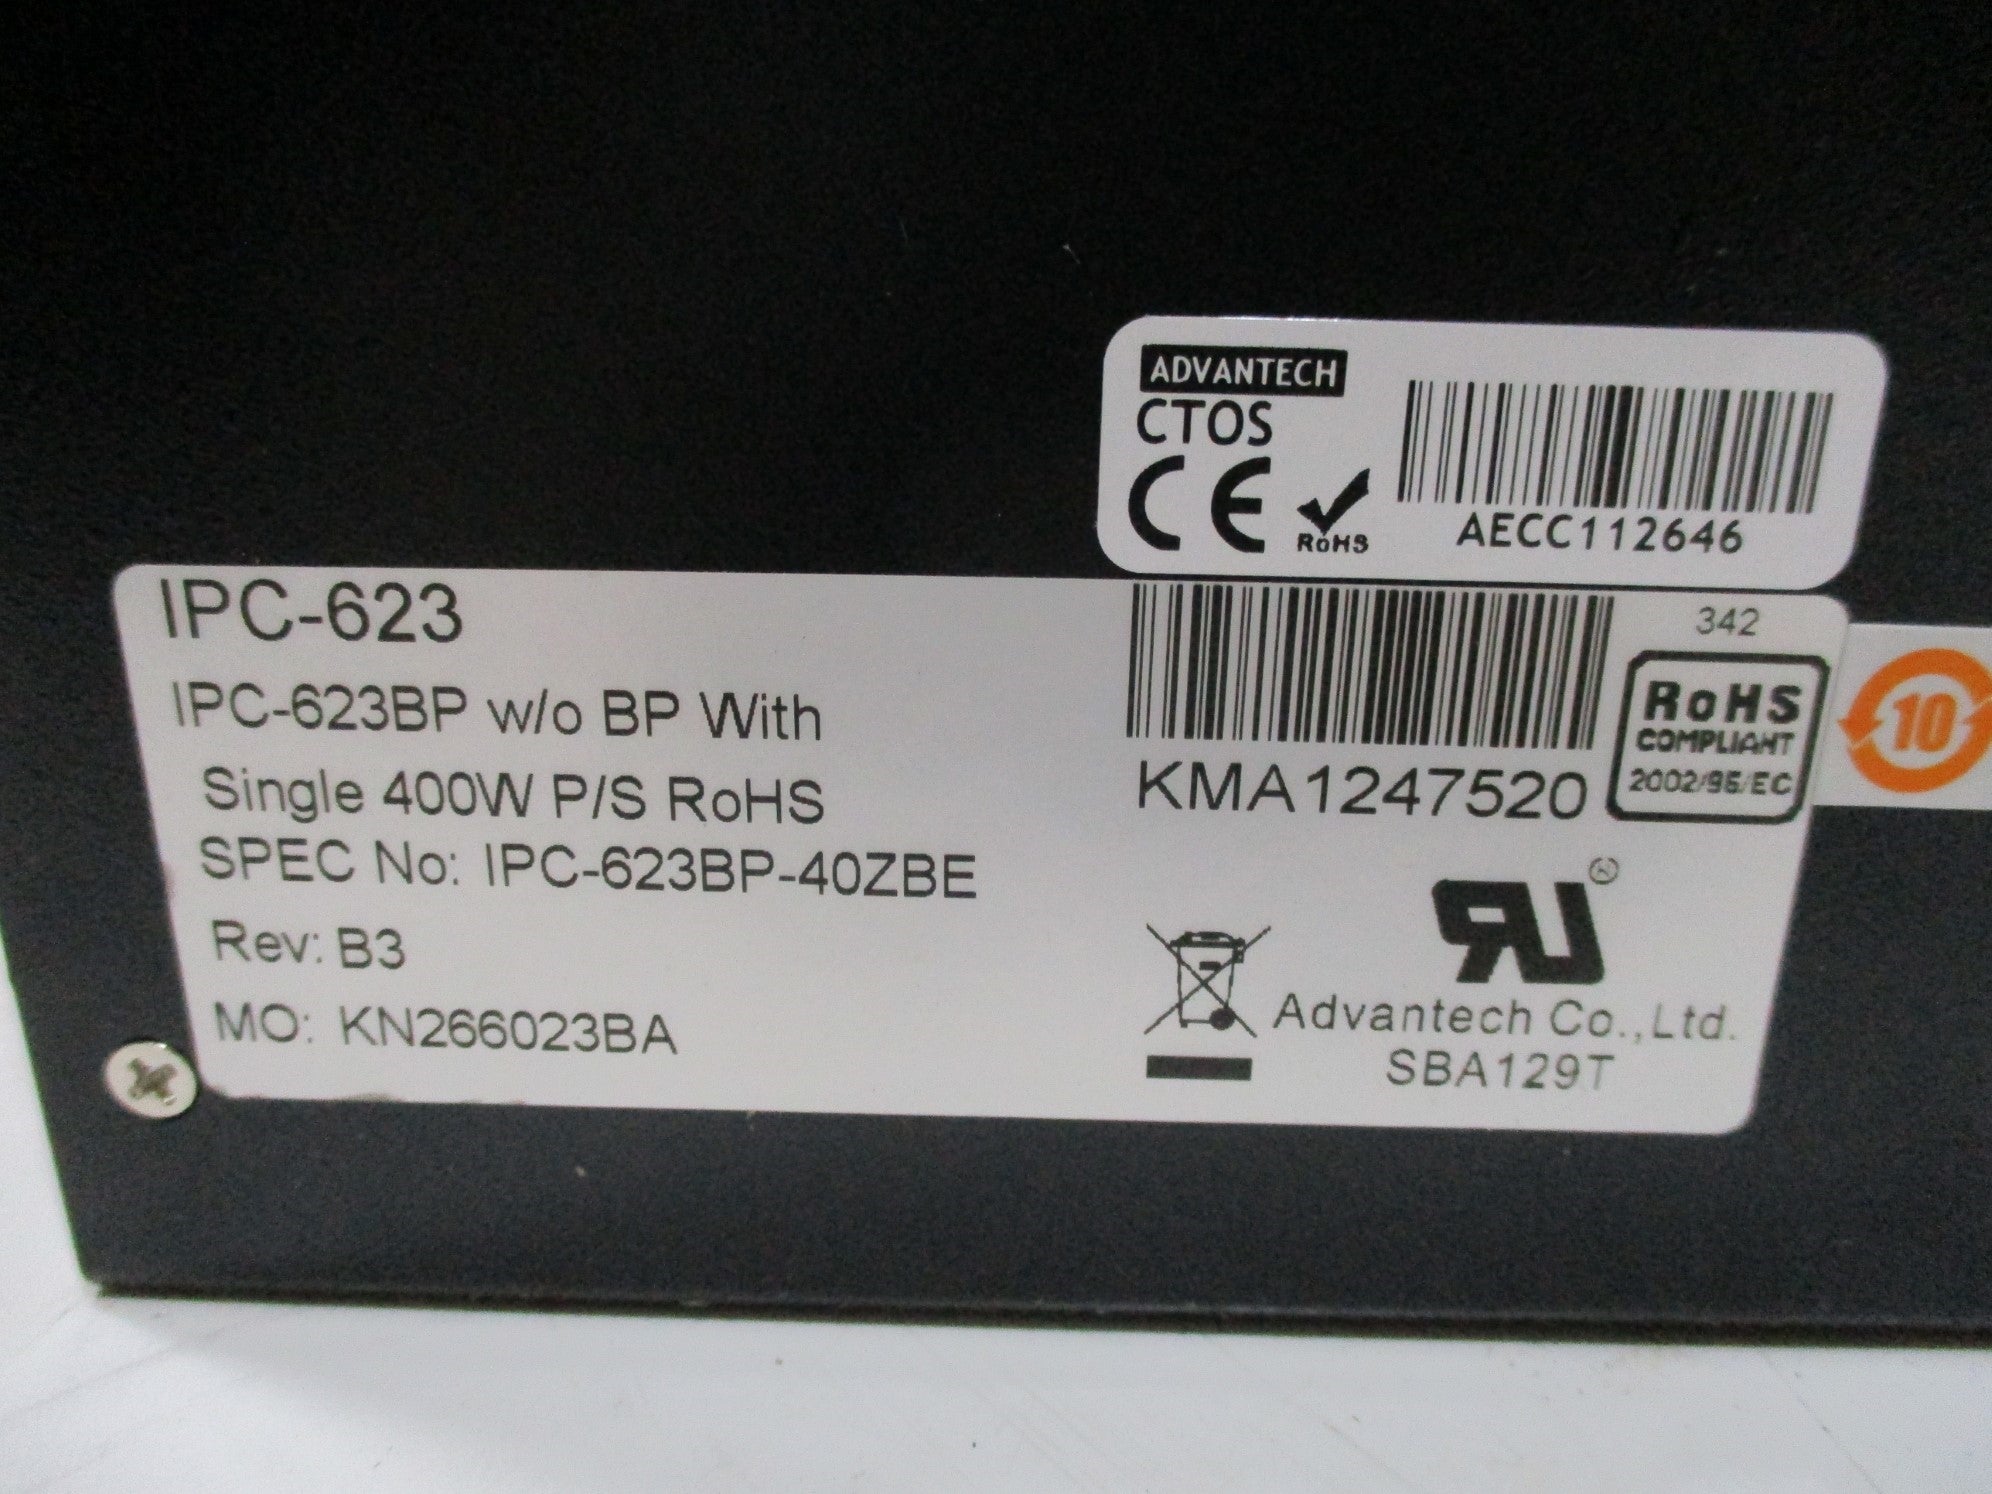 ADVANTECH
CTOS
CE
RoHS
AECC112646
IPC-623
IPC-623BP w/o BP With
Single 400W P/S RoHS
SPEC No: IPC-623BP-40ZBE
Rev: B3
MO: KN266023BA
KMA1247520
342
RoHS
COMPLIANT
2002/95/EC
10
RU®
Advantech Co.,Ltd.
SBA129T